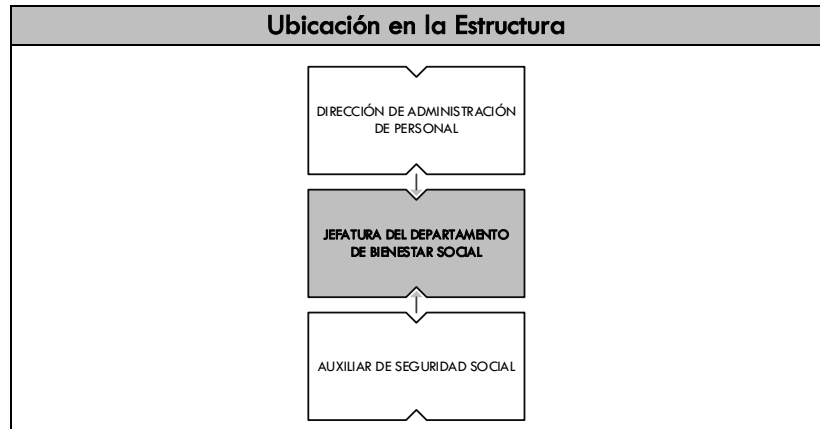 Ubicación en la Estructura
DIRECCIÓN DE ADMINISTRACIÓN
DE PERSONAL
JEFATURA DEL DEPARTAMENTO
DE BIENESTAR SOCIAL
AUXILIAR DE SEGURIDAD SOCIAL